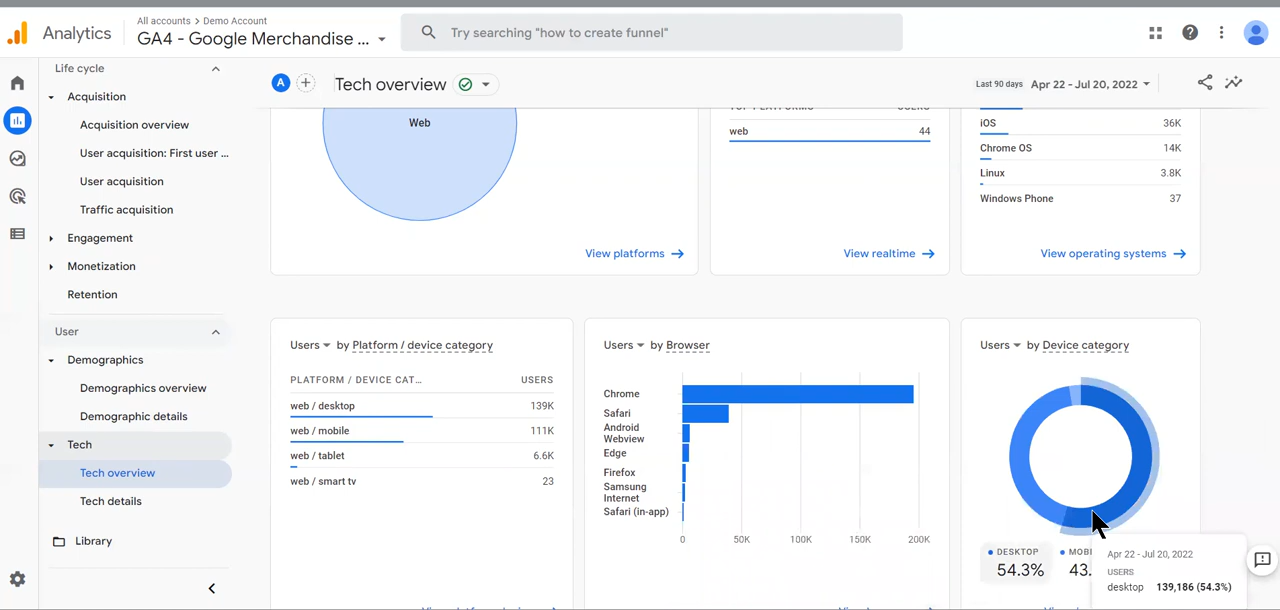 All accounts > Demo Account
Analytics
GA4 - Google Merchandise ...
Try searching "how to create funnel"
Life cycle
Acquisition
Acquisition overview
User acquisition: First user ...
User acquisition
Traffic acquisition
Engagement
Monetization
Retention
User
Demographics
Demographics overview
Demographic details
Tech
Tech overview
Tech details
Library
A
Tech overview
Last 90 days Apr 22 - Jul 20, 2022
Web
View platforms
web 44
View realtime
iOS 36K
Chrome OS 14K
Linux 3.8K
Windows Phone 37
View operating systems
Users by Platform / device category
PLATFORM / DEVICE CAT... USERS
web / desktop 139K
web / mobile 111K
web / tablet 6.6K
web / smart tv 23
Users by Browser
Chrome
Safari
Android
Webview
Edge
Firefox
Samsung
Internet
Safari (in-app)
0 50K 100K 150K 200K
Users by Device category
DESKTOP
54.3%
MOBI
43.
Apr 22 - Jul 20, 2022
USERS
desktop 139,186 (54.3%)